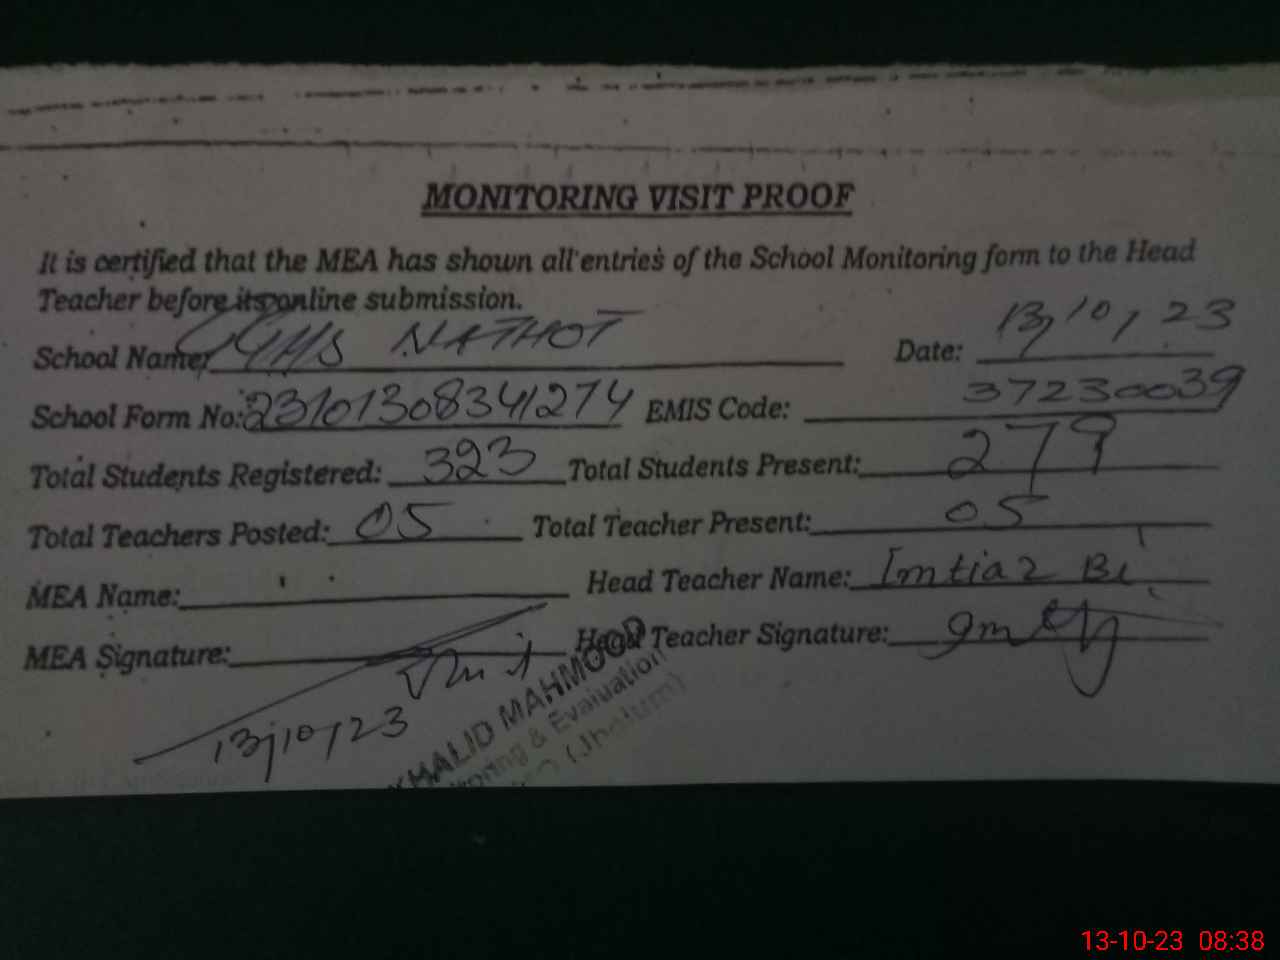 MONITORING VISIT PROOF
It is certified that the MEA has shown all entries of the School Monitoring form to the Head
Teacher before its online submission.
School Name: NATHOT Date: 13/10/23
School Form No: 23101308341274 EMIS Code: 37230039
Total Students Registered: 323 Total Students Present: 279
Total Teachers Posted: 05 Total Teacher Present: 05
MEA Name: Head Teacher Name: Imtiaz Bi
MEA Signature: Head Teacher Signature:
13/10/23
KHALID MAHMOOD
& Evaluation
(Jhelum)
13-10-23 08:38